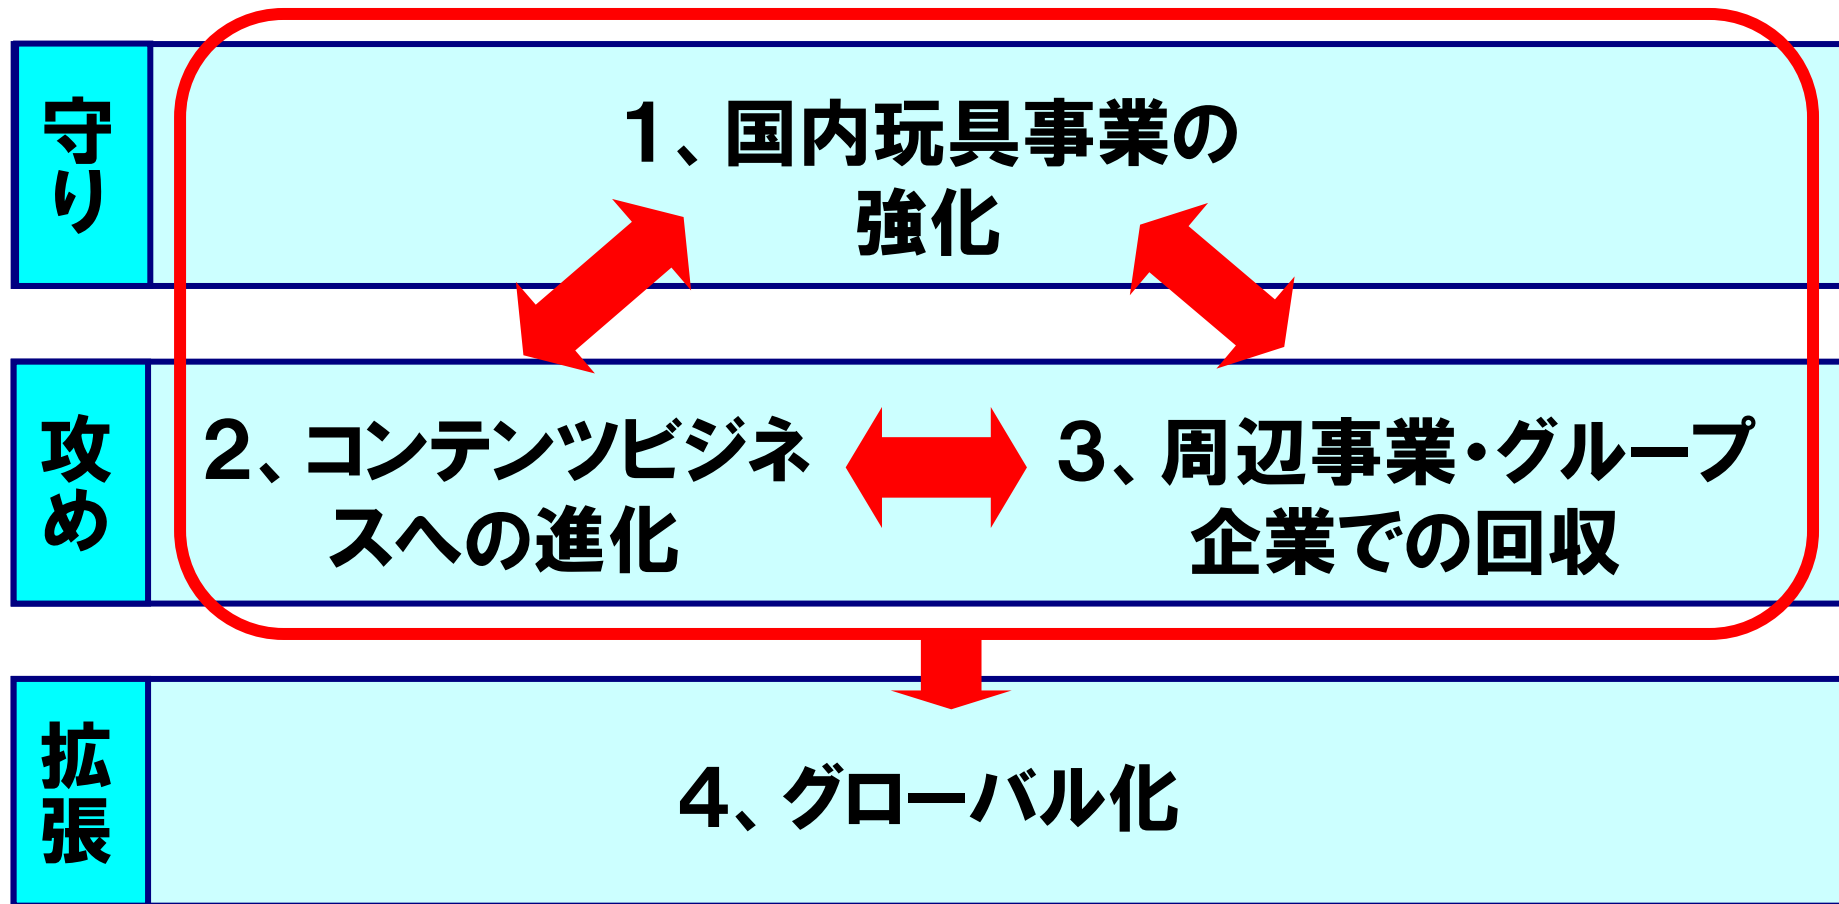 守り
1、国内玩具事業の
強化
攻め
2、コンテンツビジネ
スへの進化
3、周辺事業・グループ
企業での回収
拡張
4、グローバル化